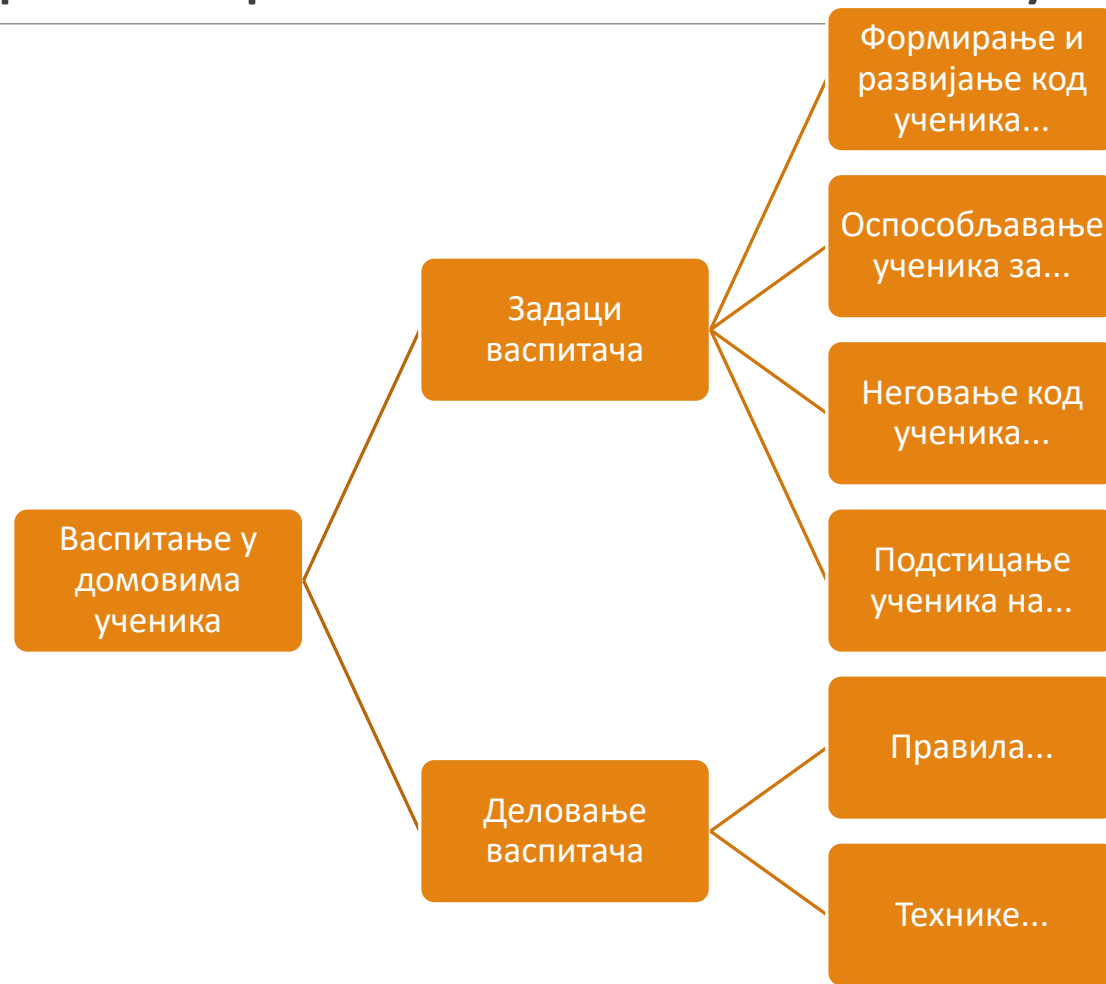 Формирање и
развијање код
ученика...
Оспособљавање
ученика за...
Задаци
васпитача
Неговање код
ученика...
Васпитање у
домовима
ученика
Подстицање
ученика на...
Правила...
Деловање
васпитача
Технике...